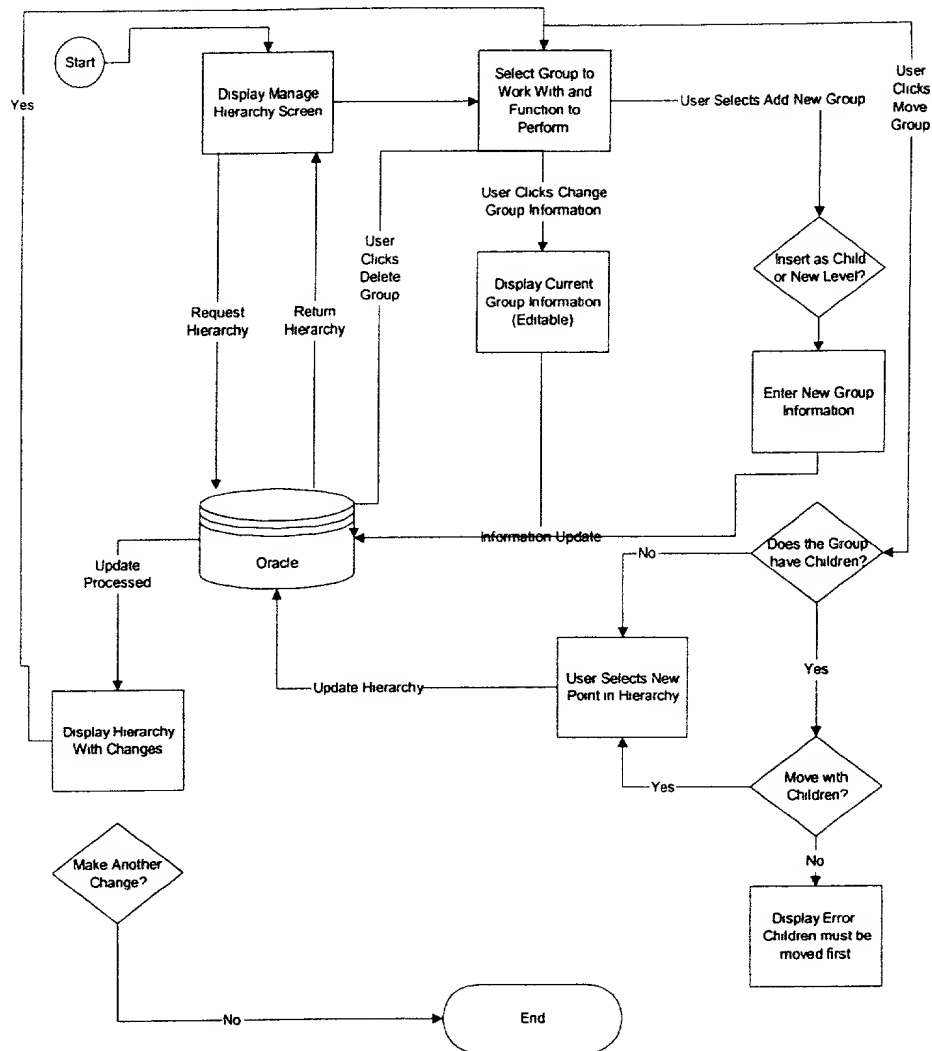 Start
Yes
Display Manage
Hierarchy Screen
Select Group to
Work With and
Function to
Perform
User Selects Add New Group
User
Clicks
Move
Group
User Clicks Change
Group Information
User
Clicks
Delete
Group
Request
Hierarchy
Return
Hierarchy
Display Current
Group Information
(Editable)
Insert as Child
or New Level?
Enter New Group
Information
Oracle
Information Update
Update
Processed
No
Does the Group
have Children?
Yes
Display Hierarchy
With Changes
Update Hierarchy
User Selects New
Point in Hierarchy
Yes
Move with
Children?
No
Make Another
Change?
Display Error
Children must be
moved first
No
End